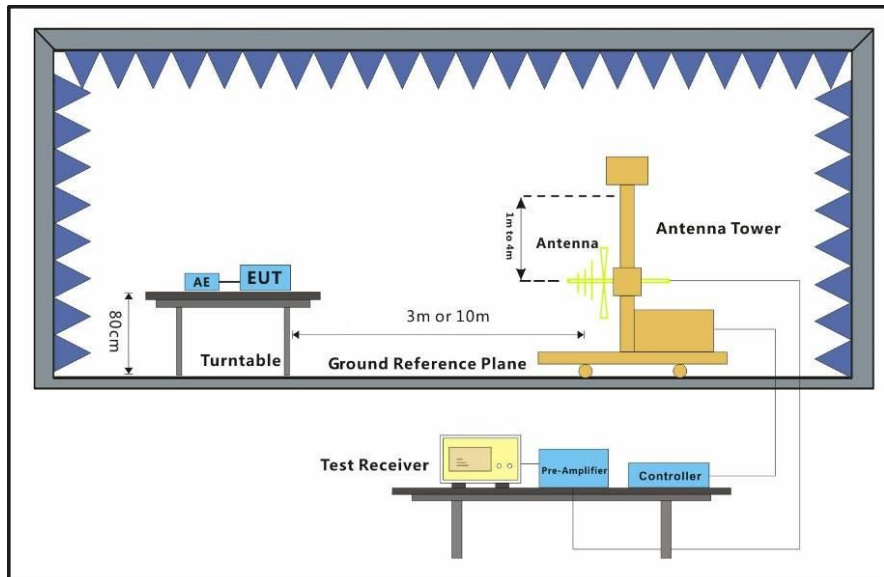 1m to 4m
Antenna
Antenna Tower
AE
EUT
80cm
3m or 10m
Turntable
Ground Reference Plane
Test Receiver
Pre-Amplifier
Controller